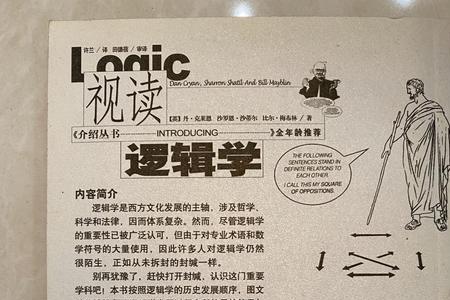 许兰／译 田德蓓／审译
Logic
Dan Cryan, Sharron Shatil And Bill Mayblin
视读
【英】丹·克莱恩 沙罗恩·沙蒂尔 比尔·梅布林／著
《介绍丛书 INTRODUCING 》全年龄推荐
逻辑学
THE FOLLOWING
SENTENCES STAND IN
DEFINITE RELATIONS TO
EACH OTHER.
I CALL THIS MY SQUARE
OF OPPOSITIONS.
内容简介
逻辑学是西方文化发展的主轴，涉及哲学、
科学和法律，因而体系复杂。然而，尽管逻辑学
的重要性已被广泛认可，但由于对专业术语和数
学符号的大量使用，因此许多人对逻辑学仍然
很陌生，正如从未拆封的封缄一样。
别再犹豫了，赶快打开封缄，认识这门重要
学科吧！本书按照逻辑学的历史发展顺序，图文